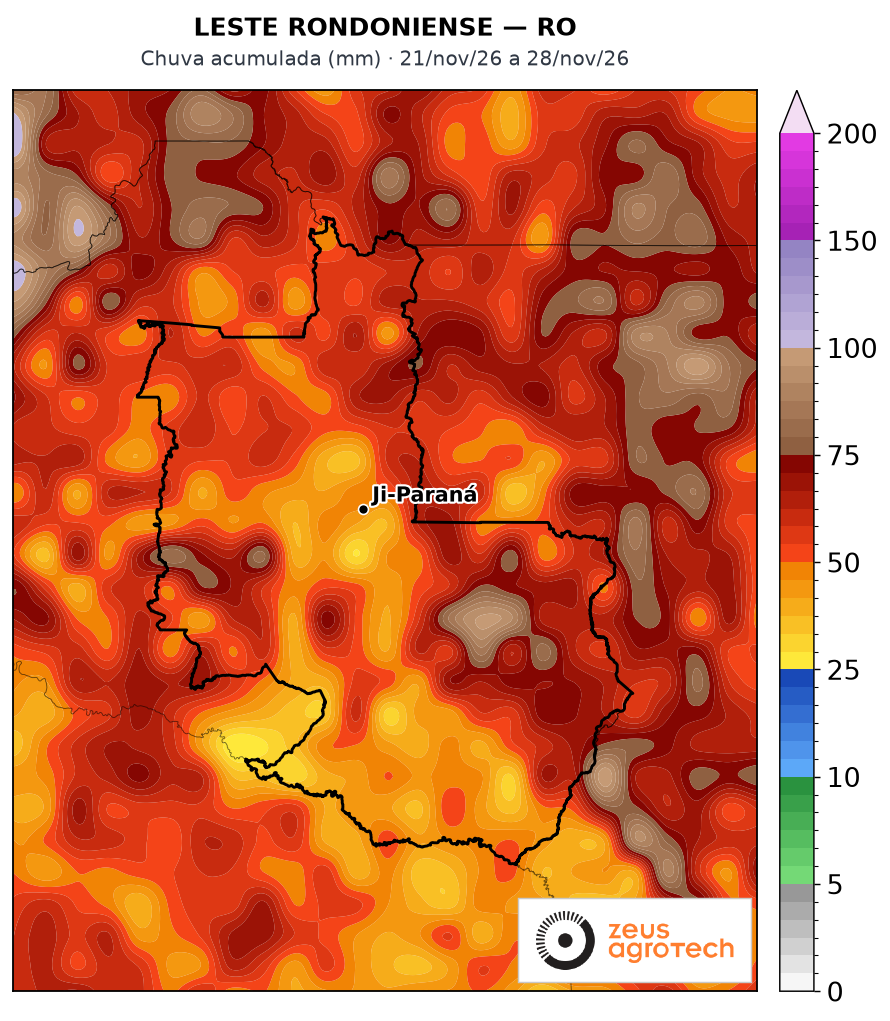 LESTE RONDONIENSE — RO
Chuva acumulada (mm) · 21/nov/26 a 28/nov/26
Ji-Paraná
200
150
100
75
50
25
10
5
0
zeus
agrotech